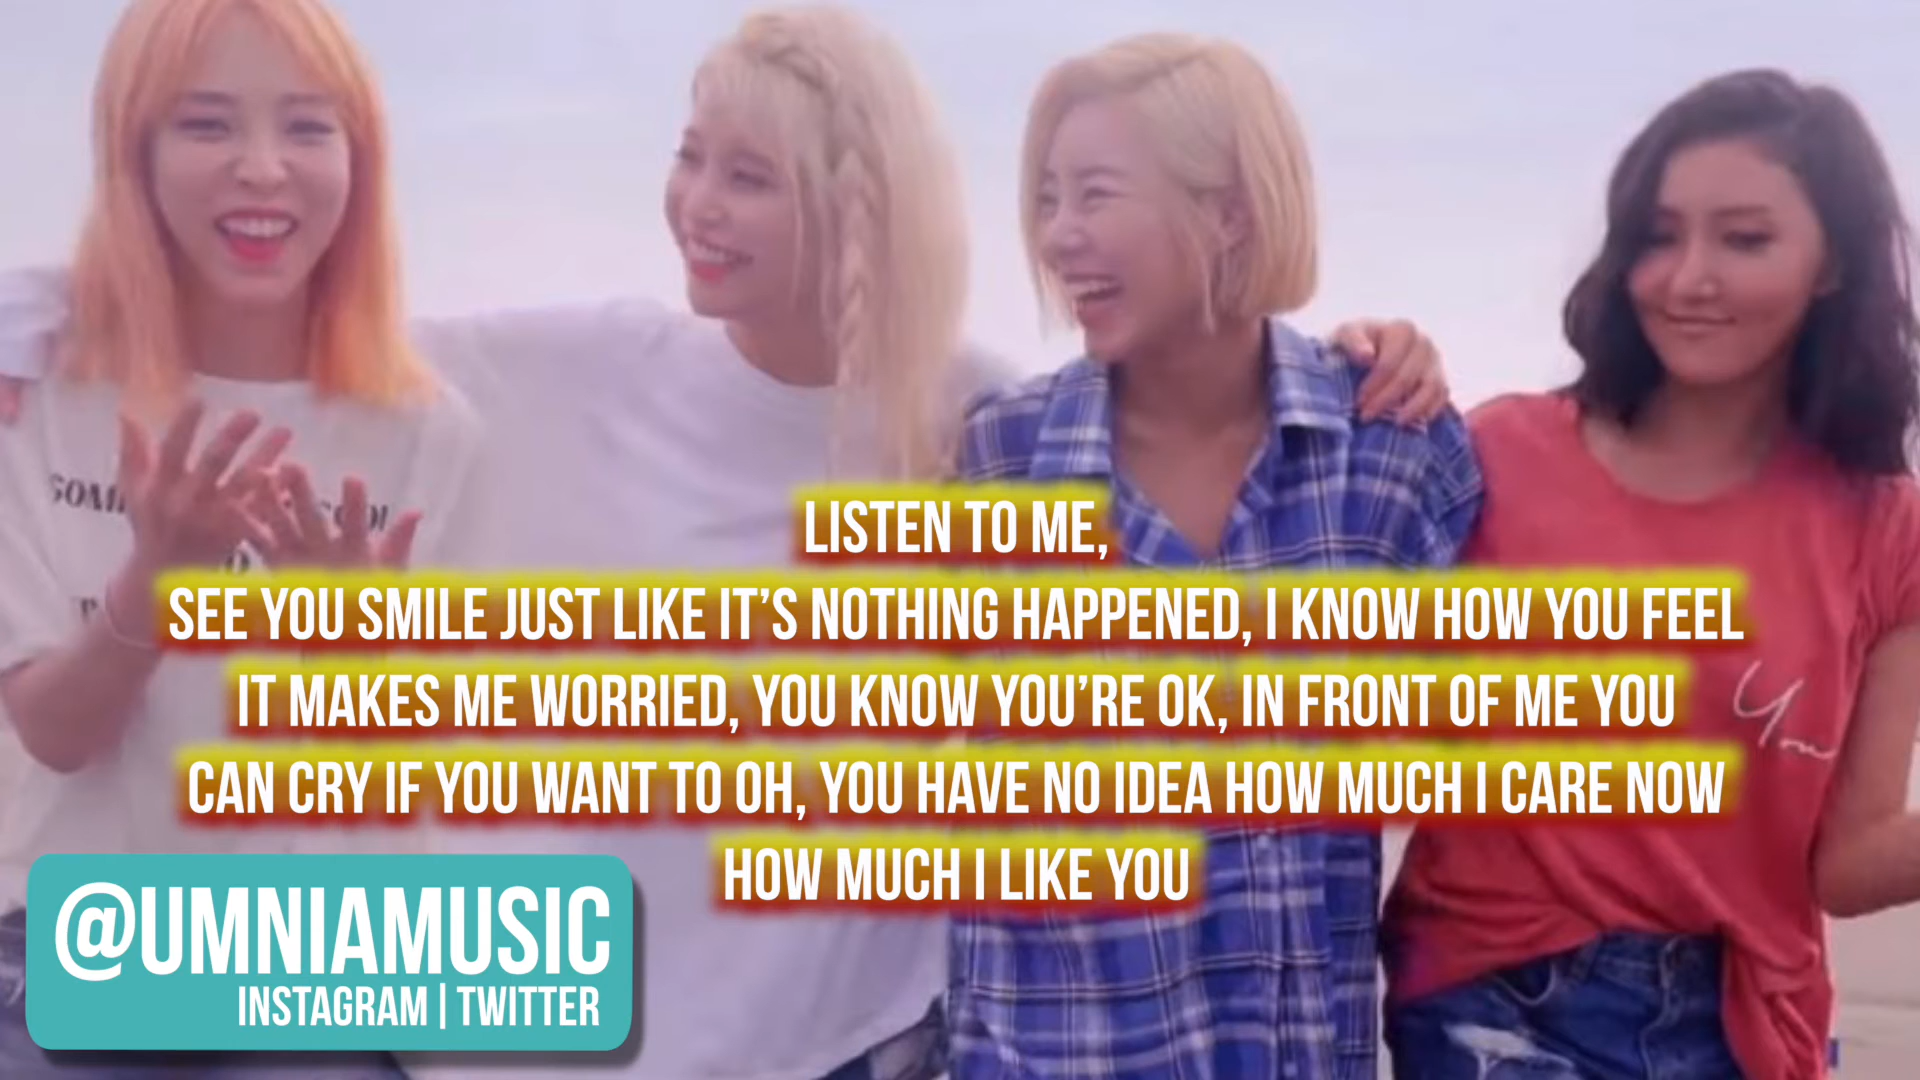 LISTEN TO ME,
SEE YOU SMILE JUST LIKE IT'S NOTHING HAPPENED, I KNOW HOW YOU FEEL
IT MAKES ME WORRIED, YOU KNOW YOU'RE OK, IN FRONT OF ME YOU
CAN CRY IF YOU WANT TO OH, YOU HAVE NO IDEA HOW MUCH I CARE NOW
HOW MUCH I LIKE YOU
@UMNIAMUSIC
INSTAGRAM | TWITTER
You